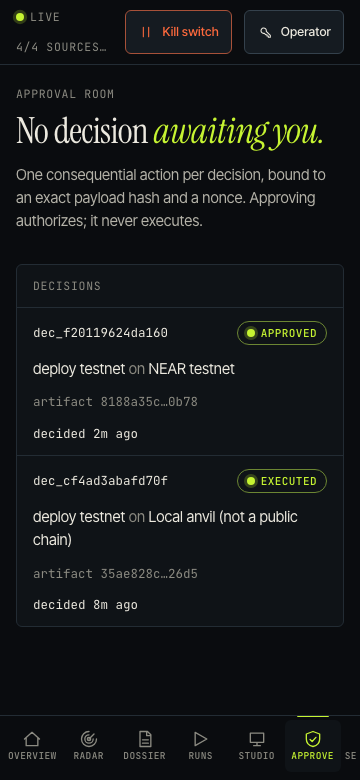 LIVE
4/4 SOURCES…
Kill switch
Operator
APPROVAL ROOM
No decision awaiting you.
One consequential action per decision, bound to
an exact payload hash and a nonce. Approving
authorizes; it never executes.
DECISIONS
dec_f20119624da160
APPROVED
deploy testnet on NEAR testnet
artifact 8188a35c…0b78
decided 2m ago
dec_cf4ad3abafd70f
EXECUTED
deploy testnet on Local anvil (not a public
chain)
artifact 35ae828c…26d5
decided 8m ago
OVERVIEW RADAR DOSSIER RUNS STUDIO APPROVE SE